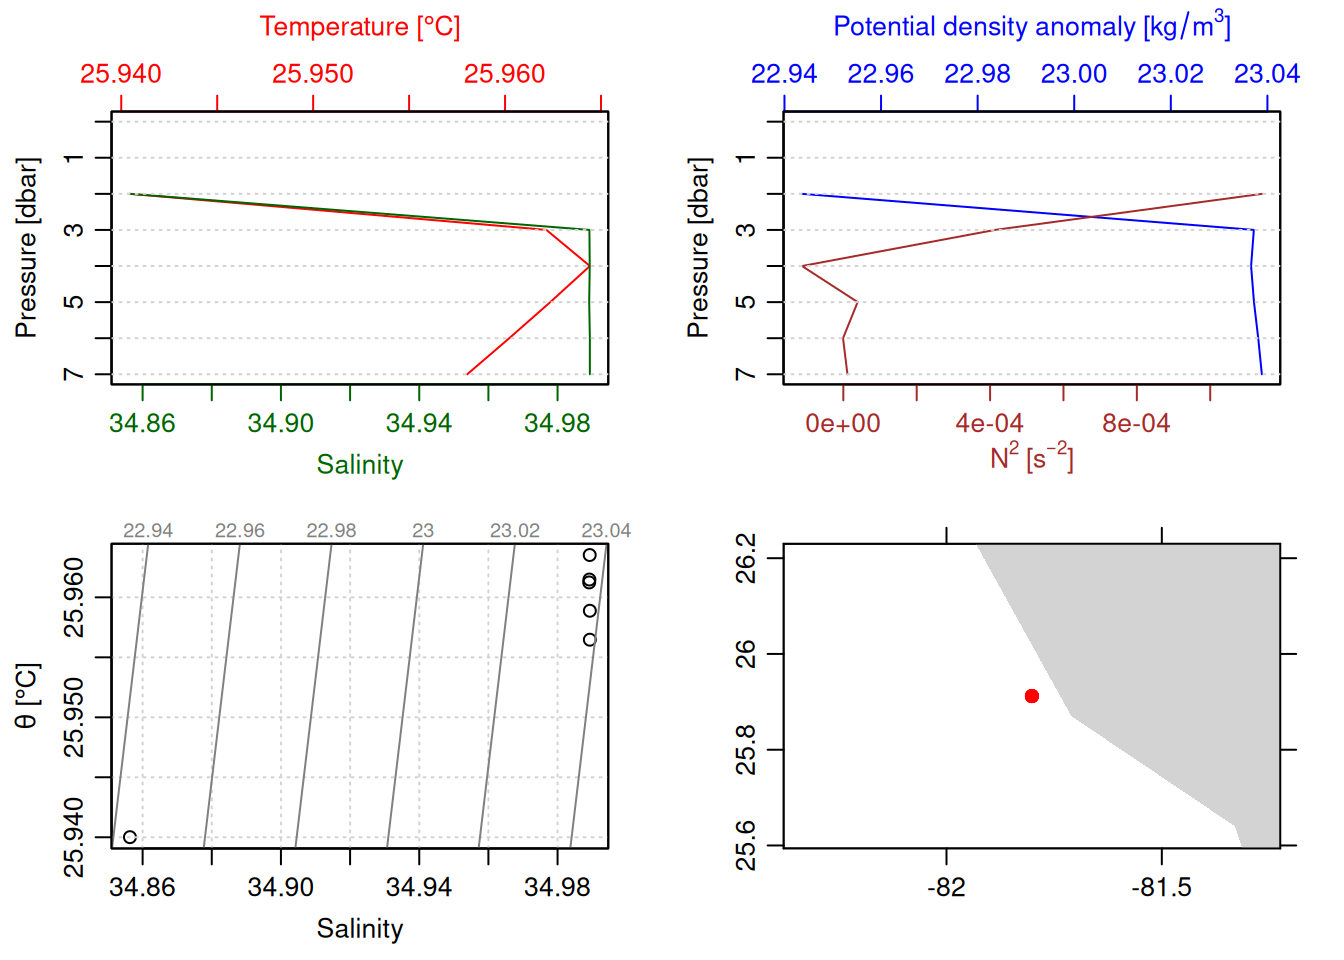 Temperature [°C]
25.940 25.950 25.960
Pressure [dbar]
1
3
5
7
34.86 34.90 34.94 34.98
Salinity
Potential density anomaly [kg/m³]
22.94 22.96 22.98 23.00 23.02 23.04
Pressure [dbar]
1
3
5
7
0e+00 4e-04 8e-04
N² [s⁻²]
22.94 22.96 22.98 23 23.02 23.04
θ [°C]
25.960
25.950
25.940
34.86 34.90 34.94 34.98
Salinity
26.2
26
25.8
25.6
-82 -81.5